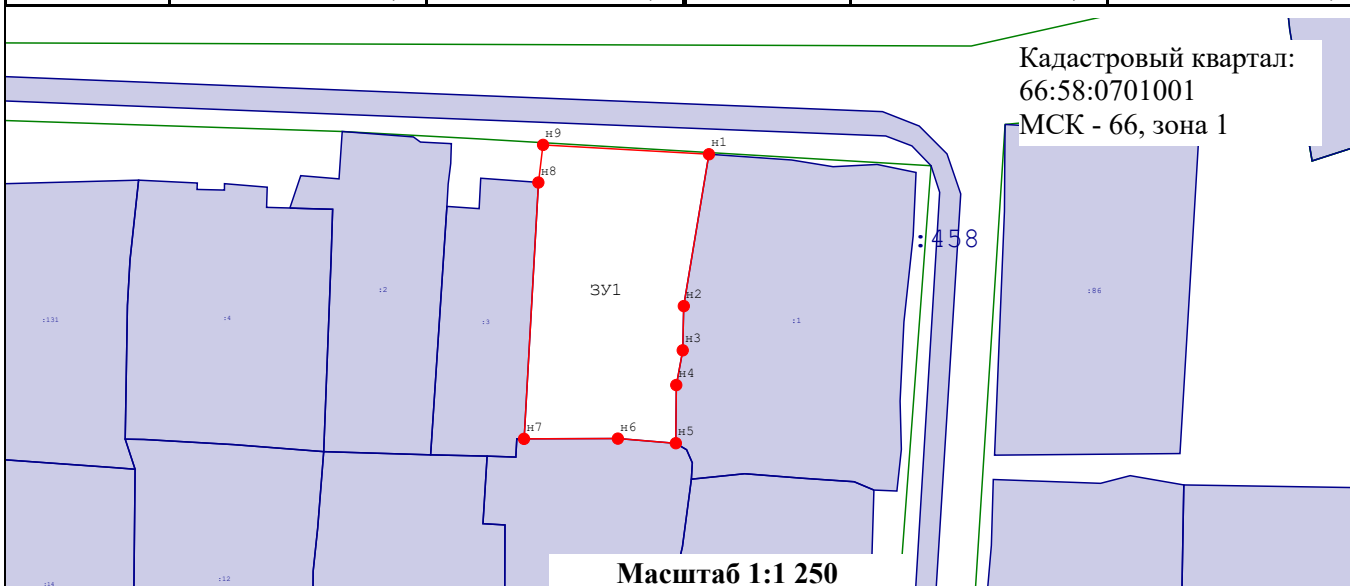 Кадастровый квартал:
66:58:0701001
МСК - 66, зона 1
н9
н1
н8
:458
ЗУ1
:2
:86
н2
:131
:4
:3
:1
н3
н4
н7
н6
н5
Масштаб 1:1 250
:14
:12